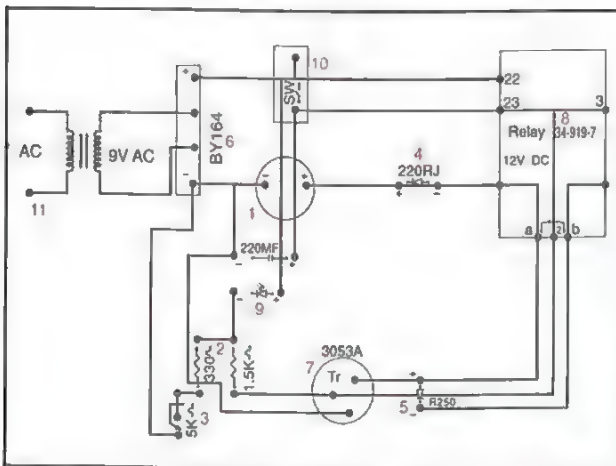 10
SW
+
22
3
23
8
Relay 34-919-7
12V DC
AC
9V AC
BY164
6
4
220RJ
+ -
-
- +
1
11
a + 2 b
220MF
- +
- +
9
2
330
1.5K
3053A
7
Tr
+
5
R250
-
3
5K